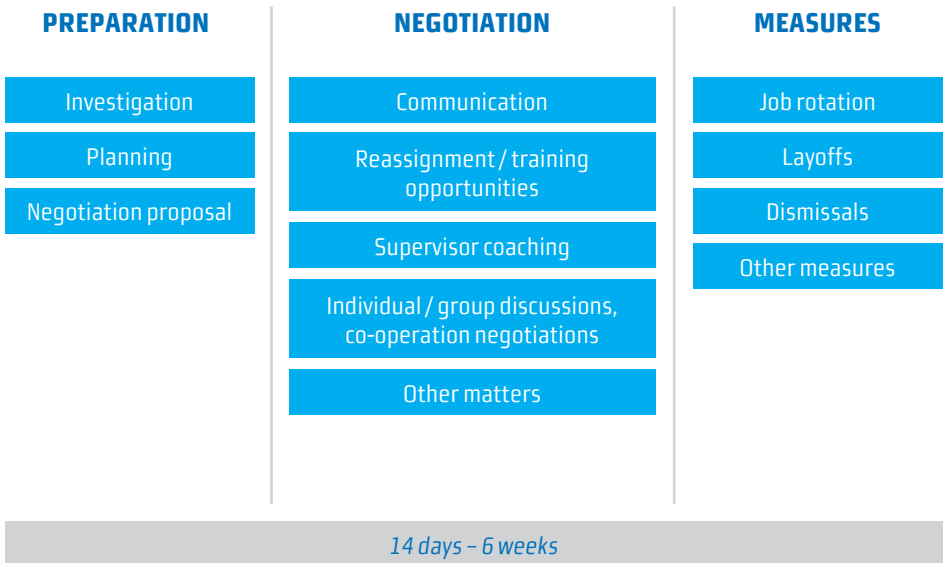 PREPARATION
Investigation
Planning
Negotiation proposal
NEGOTIATION
Communication
Reassignment / training
opportunities
Supervisor coaching
Individual / group discussions,
co-operation negotiations
Other matters
MEASURES
Job rotation
Layoffs
Dismissals
Other measures
14 days – 6 weeks